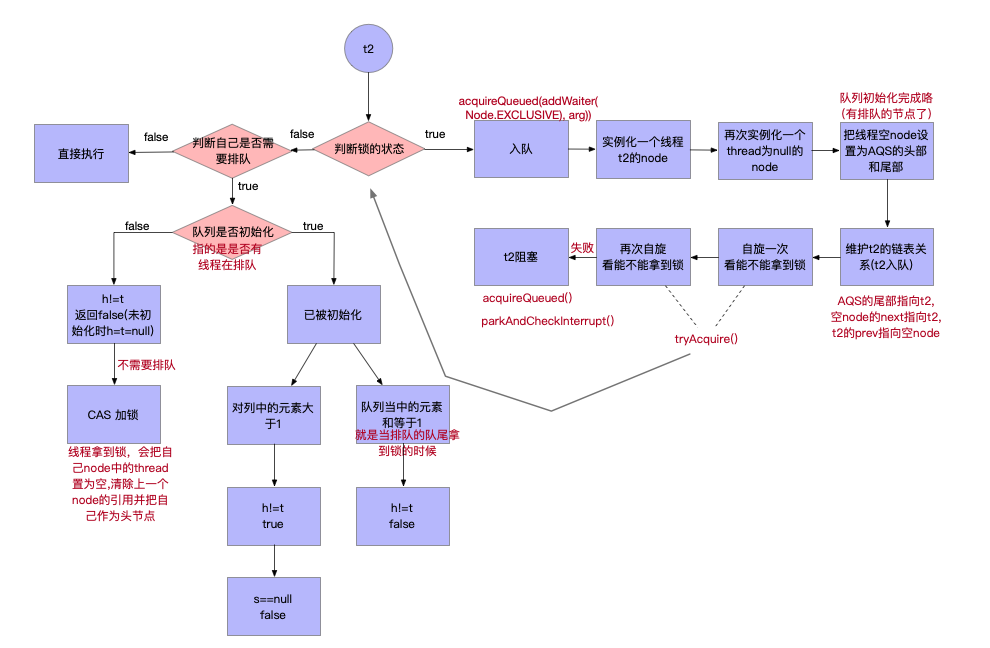 t2
判断锁的状态
false
true
判断自己是否需
要排队
false
直接执行
true
队列是否初始化
指的是是否有
线程在排队
false
true
h!=t
返回false(未初
始化时h=t=null)
不需要排队
CAS 加锁
线程拿到锁，会把自
己node中的thread
置为空,清除上一个
node的引用并把自
己作为头节点
已被初始化
对列中的元素大
于1
h!=t
true
s==null
false
队列当中的元素
和等于1
就是当排队的队尾拿
到锁的时候
h!=t
false
acquireQueued(addWaiter(
Node.EXCLUSIVE), arg))
入队
实例化一个线程
t2的node
再次实例化一个
thread为null的
node
队列初始化完成咯
(有排队的节点了)
把线程空node设
置为AQS的头部
和尾部
维护t2的链表关
系(t2入队)
AQS的尾部指向t2,
空node的next指向t2,
t2的prev指向空node
自旋一次
看能不能拿到锁
再次自旋
看能不能拿到锁
tryAcquire()
失败
t2阻塞
acquireQueued()
parkAndCheckInterrupt()